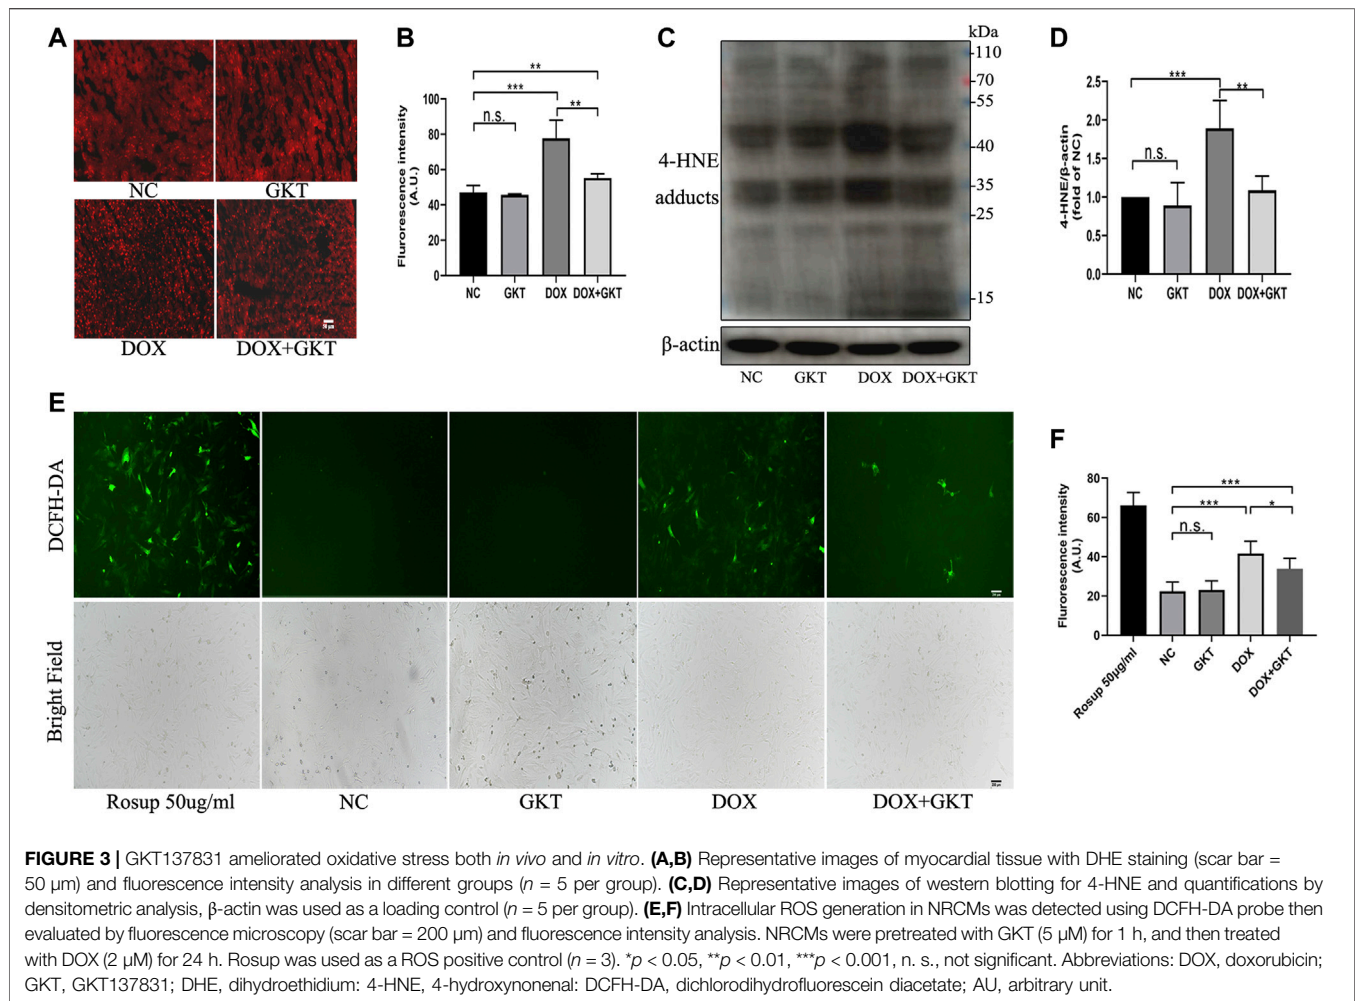 A
NC
GKT
DOX
DOX+GKT
B
Flurorescence intensity
(A.U.)
100
80
60
40
20
0
**
***
**
n.s.
NC GKT DOX DOX+GKT
C
kDa
-110
-70
-55
4-HNE
-40
adducts
-35
-25
-15
β-actin
NC GKT DOX DOX+GKT
D
4-HNE/β-actin
(fold of NC)
2.5
2.0
1.5
1.0
0.5
0.0
***
**
n.s.
NC GKT DOX DOX+GKT
E
DCFH-DA
Bright Field
Rosup 50ug/ml NC GKT DOX DOX+GKT
F
Flurorescence intensity
(A.U.)
80
60
40
20
0
***
***
*
n.s.
Rosup 50μg/ml NC GKT DOX DOX+GKT
FIGURE 3 | GKT137831 ameliorated oxidative stress both in vivo and in vitro. (A,B) Representative images of myocardial tissue with DHE staining (scar bar =
50 μm) and fluorescence intensity analysis in different groups (n = 5 per group). (C,D) Representative images of western blotting for 4-HNE and quantifications by
densitometric analysis, β-actin was used as a loading control (n = 5 per group). (E,F) Intracellular ROS generation in NRCMs was detected using DCFH-DA probe then
evaluated by fluorescence microscopy (scar bar = 200 μm) and fluorescence intensity analysis. NRCMs were pretreated with GKT (5 μM) for 1 h, and then treated
with DOX (2 μM) for 24 h. Rosup was used as a ROS positive control (n = 3). *p < 0.05, **p < 0.01, ***p < 0.001, n. s., not significant. Abbreviations: DOX, doxorubicin;
GKT, GKT137831; DHE, dihydroethidium: 4-HNE, 4-hydroxynonenal: DCFH-DA, dichlorodihydrofluorescein diacetate; AU, arbitrary unit.